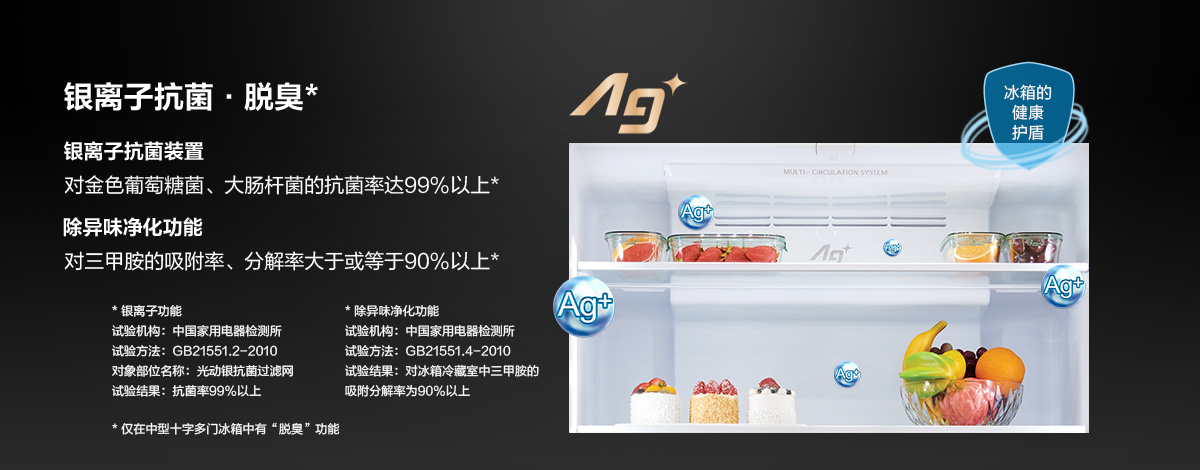 银离子抗菌·脱臭*
银离子抗菌装置
对金色葡萄糖菌、大肠杆菌的抗菌率达99%以上*
除异味净化功能
对三甲胺的吸附率、分解率大于或等于90%以上*
* 银离子功能
试验机构：中国家用电器检测所
试验方法：GB21551.2-2010
对象部位名称：光动银抗菌过滤网
试验结果：抗菌率99%以上
* 除异味净化功能
试验机构：中国家用电器检测所
试验方法：GB21551.4-2010
试验结果：对冰箱冷藏室中三甲胺的
吸附分解率为90%以上
* 仅在中型十字多门冰箱中有“脱臭”功能
Ag
冰箱的
健康
护盾
MULTI - CIRCULATION SYSTEM
Ag+
Ag
Ag+
Ag+
Ag+
Ag+